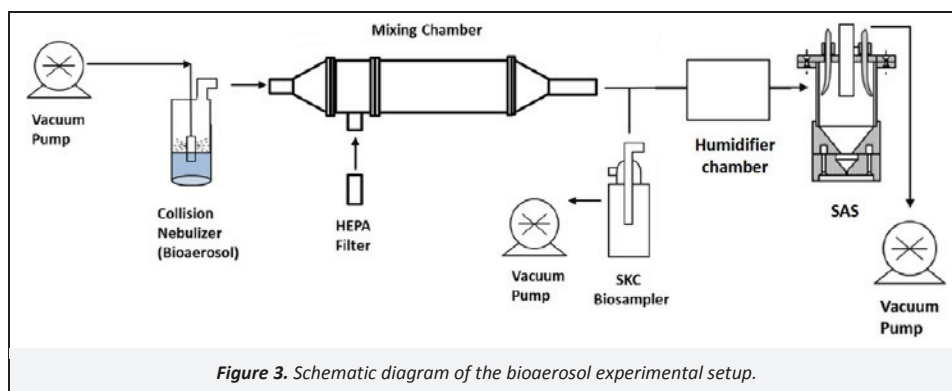 Mixing Chamber
Vacuum
Pump
Collision
Nebulizer
(Bioaerosol)
HEPA
Filter
Vacuum
Pump
SKC
Biosampler
Humidifier
chamber
SAS
Vacuum
Pump
Figure 3. Schematic diagram of the bioaerosol experimental setup.